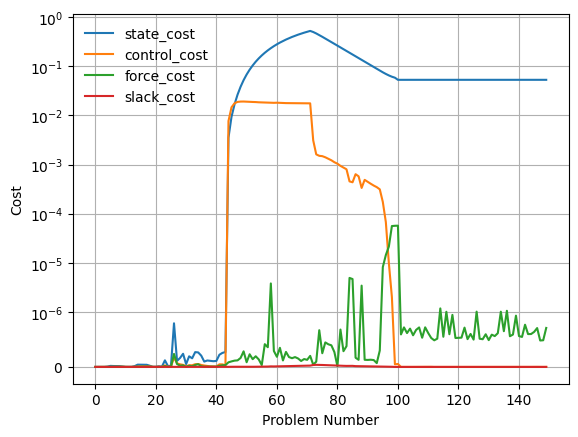 state_cost
control_cost
force_cost
slack_cost
10⁰
10⁻¹
10⁻²
10⁻³
10⁻⁴
10⁻⁵
10⁻⁶
0
Cost
0 20 40 60 80 100 120 140
Problem Number